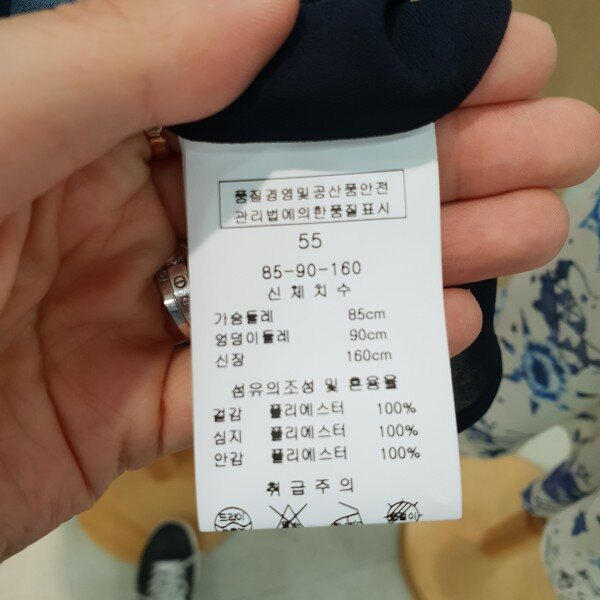 품질경영및공산품안전
관리법에의한품질표시
55
85-90-160
신체치수
가슴둘레 85cm
엉덩이둘레 90cm
신장 160cm
섬유의조성 및 혼용율
겉감 폴리에스터 100%
심지 폴리에스터 100%
안감 폴리에스터 100%
취급주의
드라이